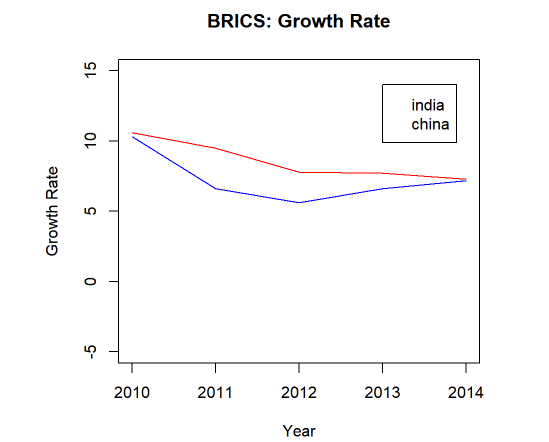 BRICS: Growth Rate
15
10
5
0
-5
Growth Rate
india
china
2010 2011 2012 2013 2014
Year